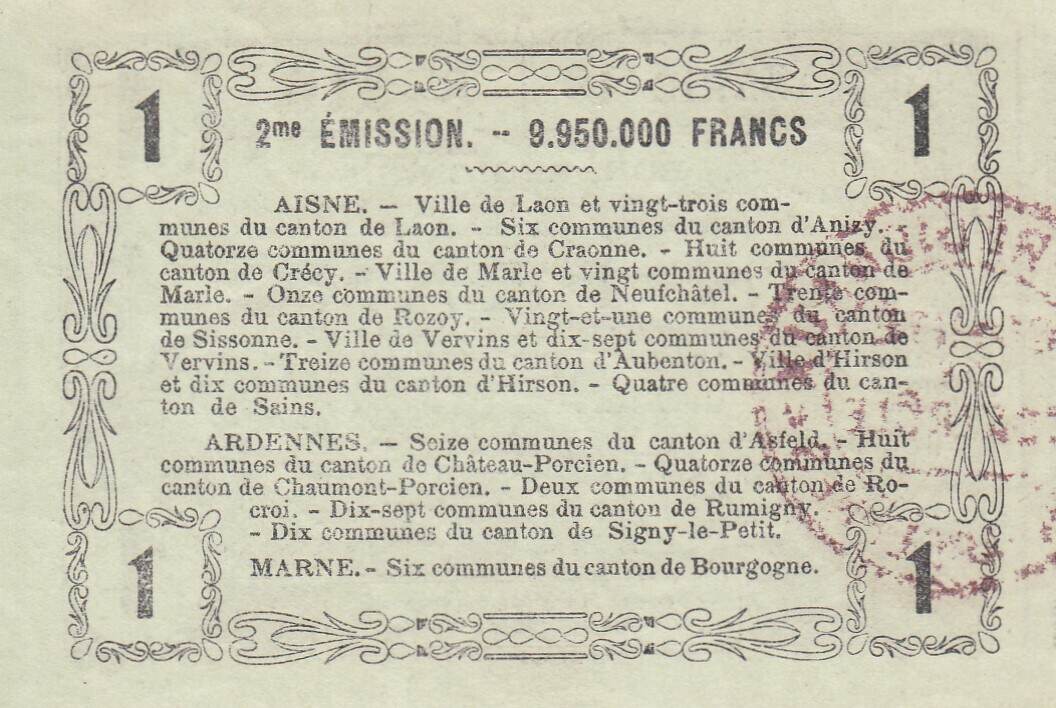 1
1
2me ÉMISSION. -- 9.950.000 FRANCS
AISNE. — Ville de Laon et vingt-trois com-
munes du canton de Laon. - Six communes du canton d'Anizy. -
Quatorze communes du canton de Craonne. - Huit communes du
canton de Crécy. - Ville de Marle et vingt communes du canton de
Marle. - Onze communes du canton de Neufchâtel. - Trente com-
munes du canton de Rozoy. - Vingt-et-une communes du canton
de Sissonne. - Ville de Vervins et dix-sept communes du canton de
Vervins. - Treize communes du canton d'Aubenton. - Ville d'Hirson
et dix communes du canton d'Hirson. - Quatre communes du can-
ton de Sains.
ARDENNES. — Seize communes du canton d'Asfeld. - Huit
communes du canton de Château-Porcien. - Quatorze communes du
canton de Chaumont-Porcien. - Deux communes du canton de Ro-
croi. - Dix-sept communes du canton de Rumigny.
- Dix communes du canton de Signy-le-Petit.
MARNE. - Six communes du canton de Bourgogne.
1
1